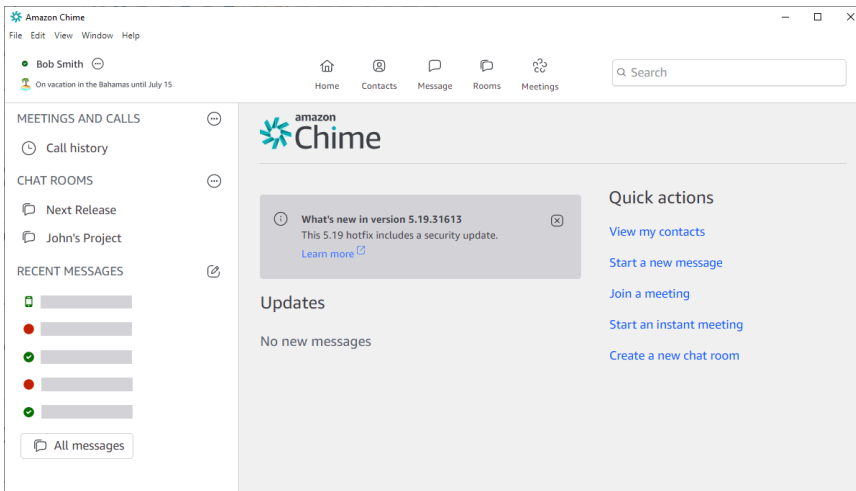 Amazon Chime
File Edit View Window Help
Bob Smith
On vacation in the Bahamas until July 15
Home Contacts Message Rooms Meetings
Search
MEETINGS AND CALLS
Call history
CHAT ROOMS
Next Release
John's Project
RECENT MESSAGES
All messages
amazon
Chime
What's new in version 5.19.31613
This 5.19 hotfix includes a security update.
Learn more
Updates
No new messages
Quick actions
View my contacts
Start a new message
Join a meeting
Start an instant meeting
Create a new chat room